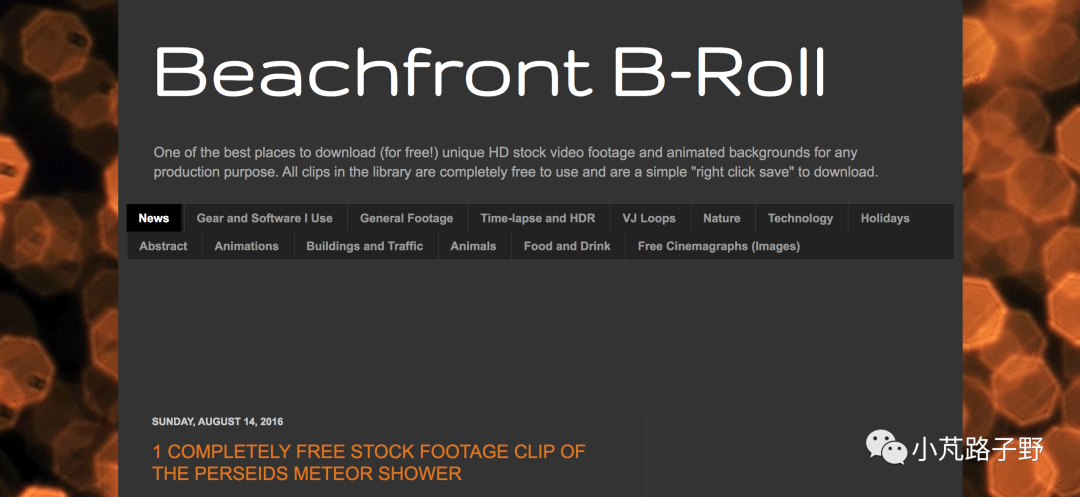 Beachfront B-Roll
One of the best places to download (for free!) unique HD stock video footage and animated backgrounds for any
production purpose. All clips in the library are completely free to use and are a simple "right click save" to download.
News Gear and Software I Use General Footage Time-lapse and HDR VJ Loops Nature Technology Holidays
Abstract Animations Buildings and Traffic Animals Food and Drink Free Cinemagraphs (Images)
SUNDAY, AUGUST 14, 2016
1 COMPLETELY FREE STOCK FOOTAGE CLIP OF
THE PERSEIDS METEOR SHOWER
小芃路子野